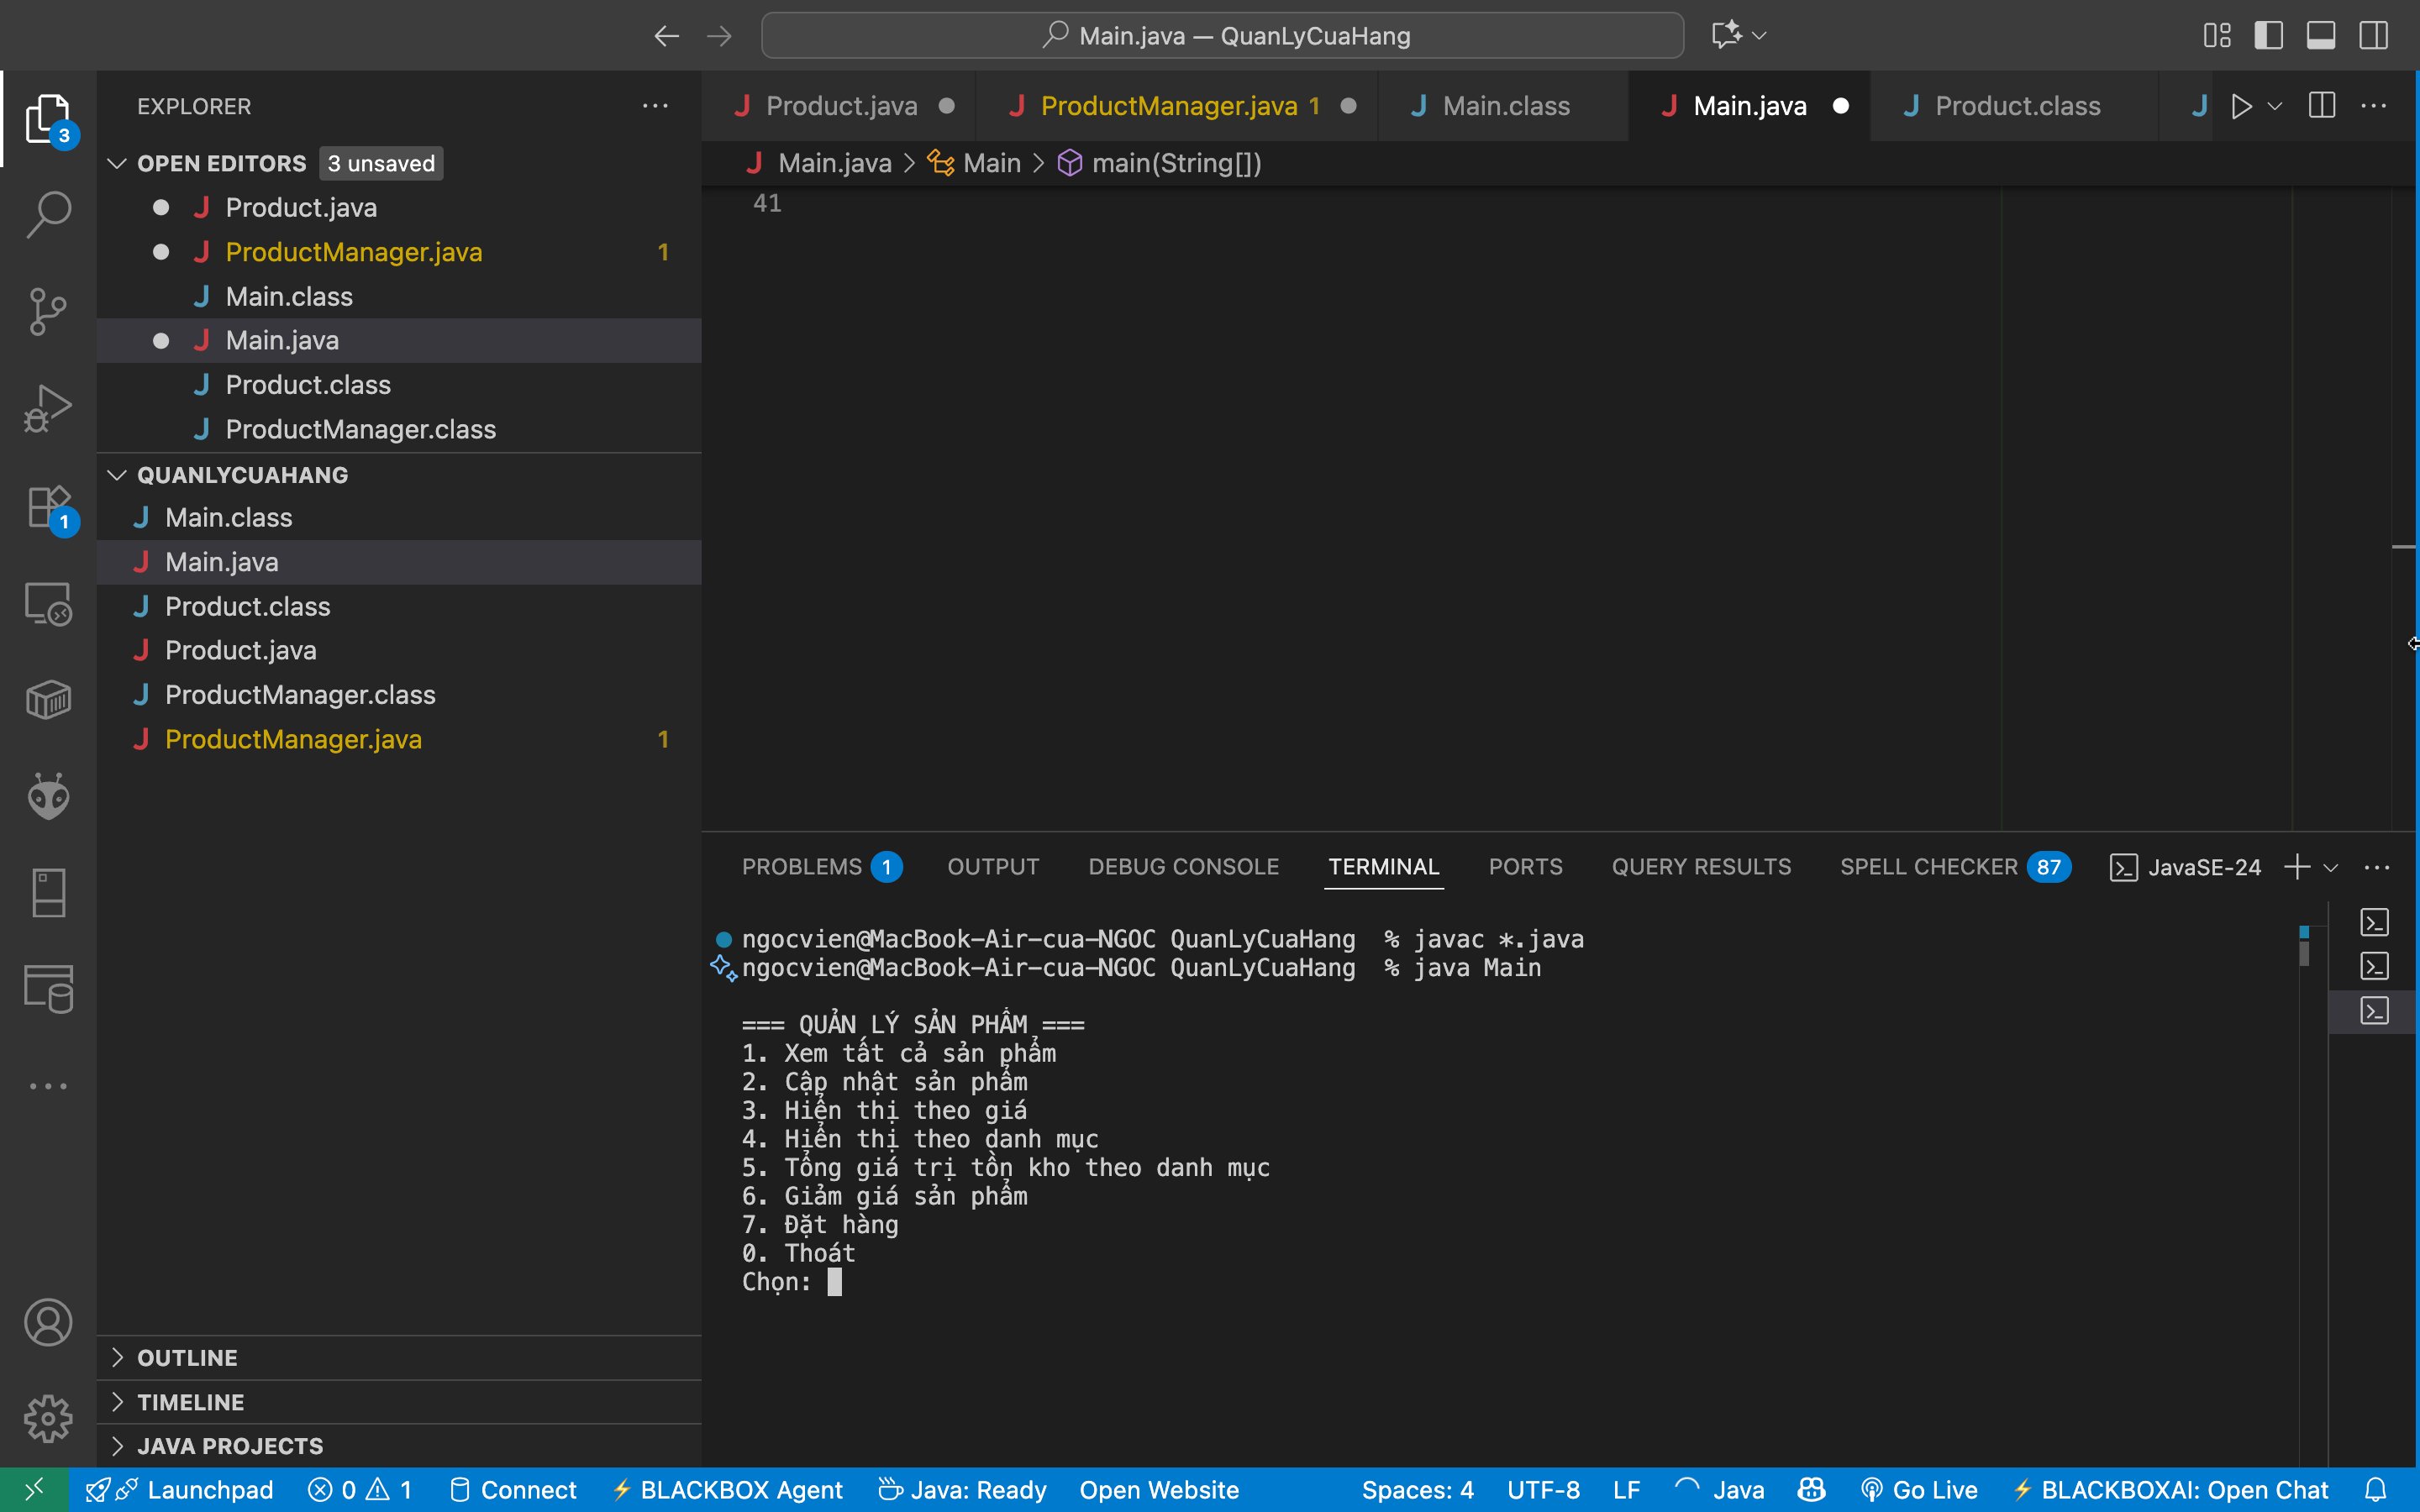 Main.java — QuanLyCuaHang
EXPLORER
3
OPEN EDITORS 3 unsaved
Product.java
ProductManager.java 1
Main.class
Main.java
Product.class
ProductManager.class
QUANLYCUAHANG
Main.class
Main.java
Product.class
Product.java
ProductManager.class
ProductManager.java 1
1
OUTLINE
TIMELINE
JAVA PROJECTS
Product.java ProductManager.java 1 Main.class Main.java Product.class
Main.java > Main > main(String[])
41
PROBLEMS 1 OUTPUT DEBUG CONSOLE TERMINAL PORTS QUERY RESULTS SPELL CHECKER 87 JavaSE-24
ngocvien@MacBook-Air-cua-NGOC QuanLyCuaHang % javac *.java
ngocvien@MacBook-Air-cua-NGOC QuanLyCuaHang % java Main
=== QUẢN LÝ SẢN PHẨM ===
1. Xem tất cả sản phẩm
2. Cập nhật sản phẩm
3. Hiển thị theo giá
4. Hiển thị theo danh mục
5. Tổng giá trị tồn kho theo danh mục
6. Giảm giá sản phẩm
7. Đặt hàng
0. Thoát
Chọn:
Launchpad 0 1 Connect BLACKBOX Agent Java: Ready Open Website Spaces: 4 UTF-8 LF Java Go Live BLACKBOXAI: Open Chat